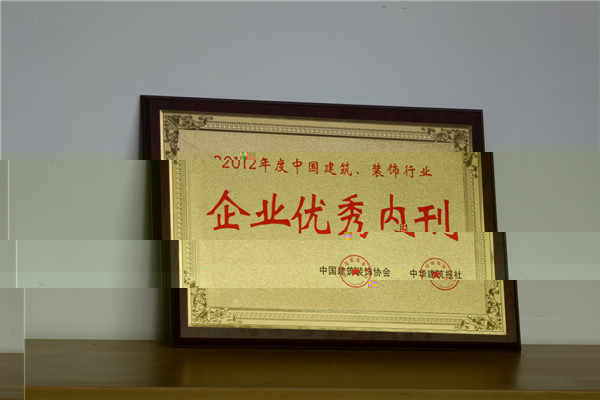 2012年度中国建筑、装饰行业
企业优秀内刊
中国建筑装饰协会 中华建筑报社